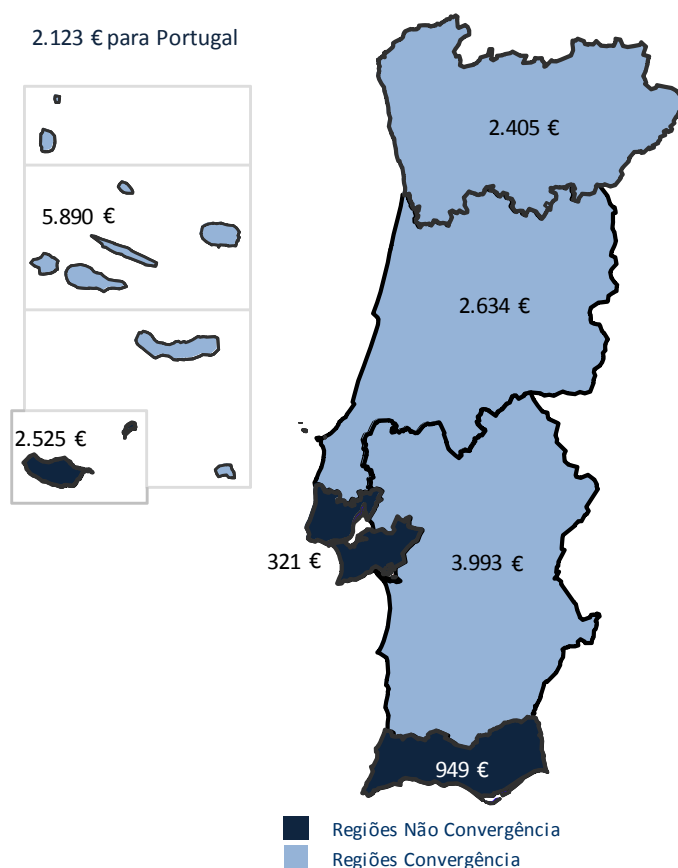 2.123 € para Portugal
2.405 €
5.890 €
2.634 €
2.525 €
321 €
3.993 €
949 €
Regiões Não Convergência
Regiões Convergência